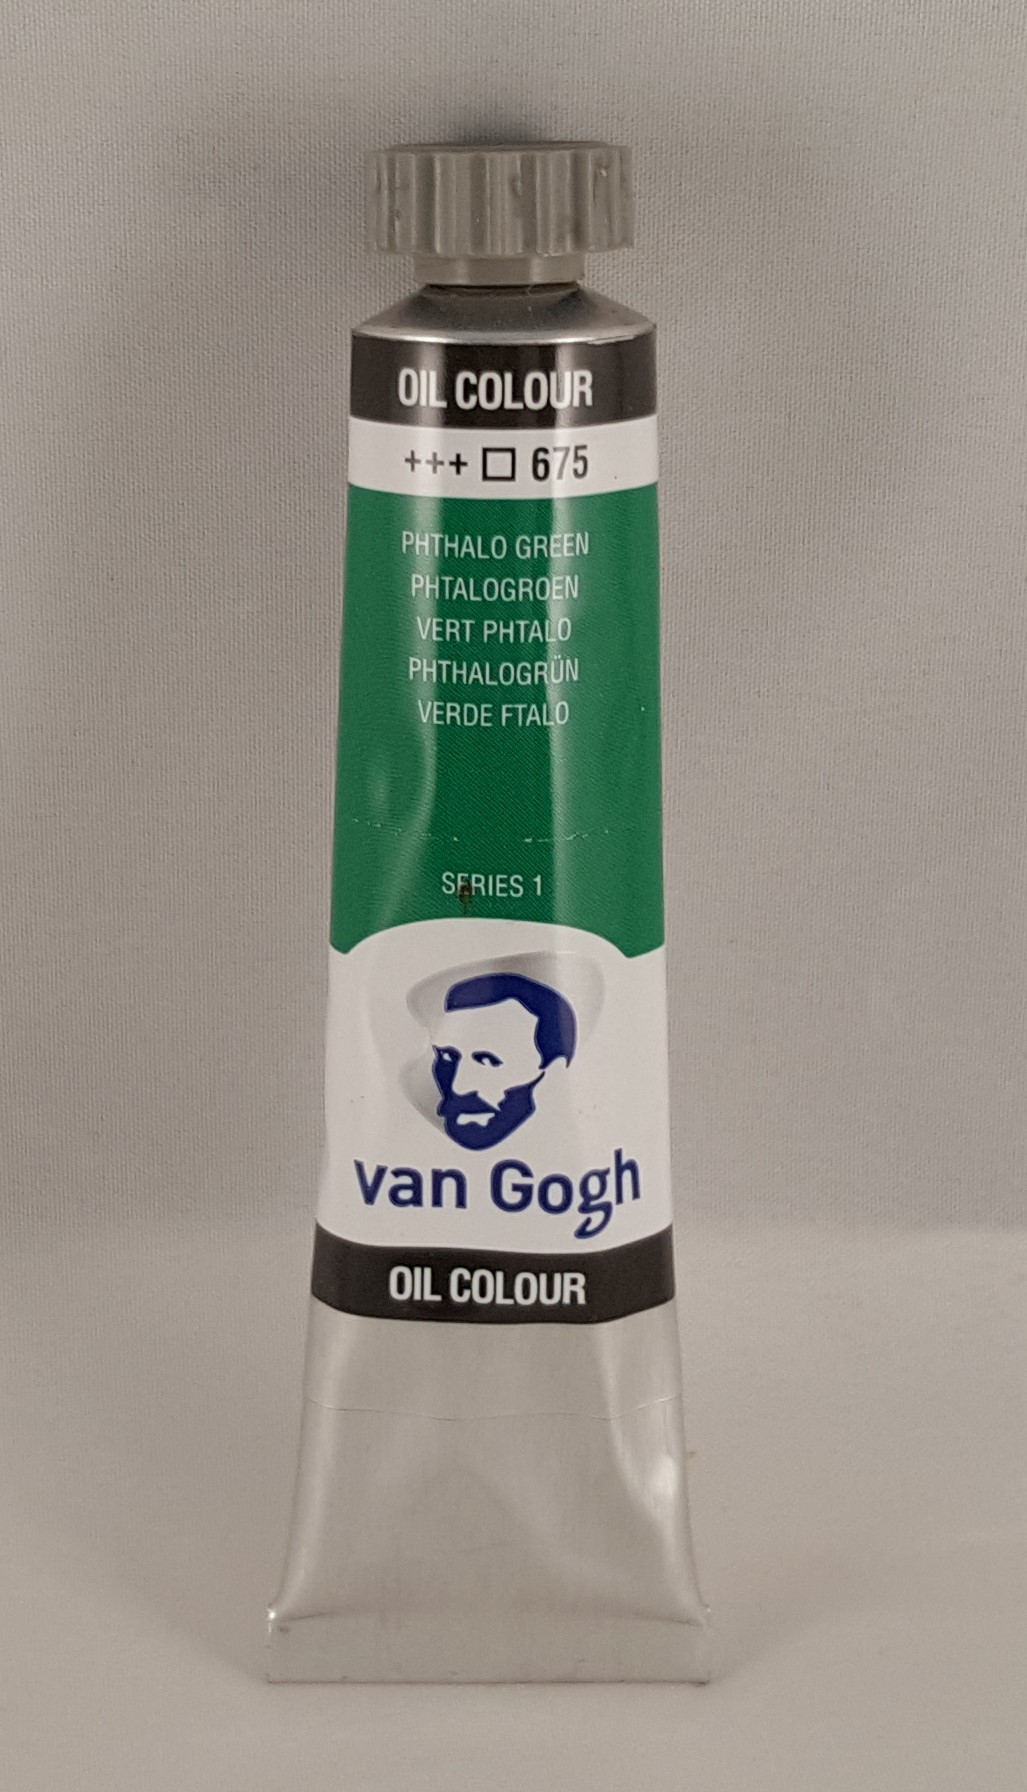 OIL COLOUR
+++ □ 675
PHTHALO GREEN
PHTALOGROEN
VERT PHTALO
PHTHALOGRÜN
VERDE FTALO
SERIES 1
van Gogh
OIL COLOUR